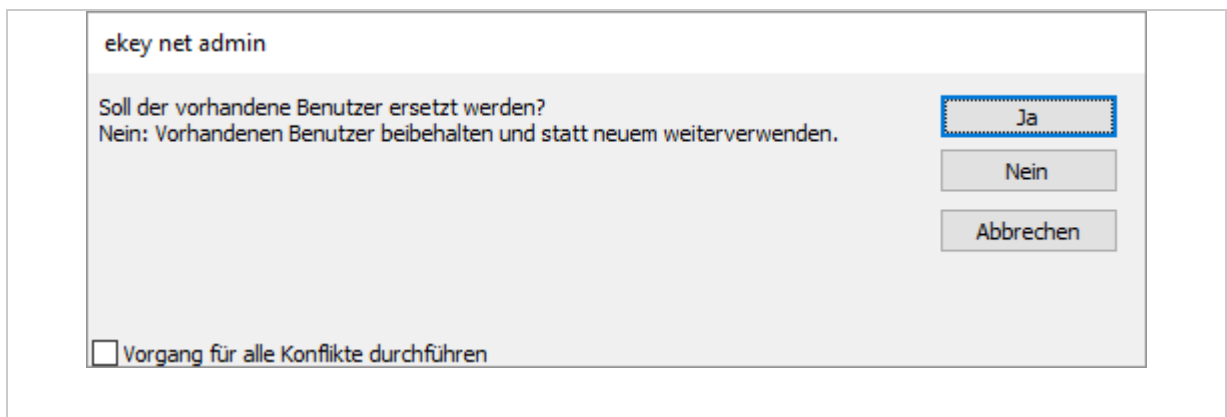 ekey net admin
Soll der vorhandene Benutzer ersetzt werden?
Nein: Vorhandenen Benutzer beibehalten und statt neuem weiterverwenden.
Ja
Nein
Abbrechen
Vorgang für alle Konflikte durchführen